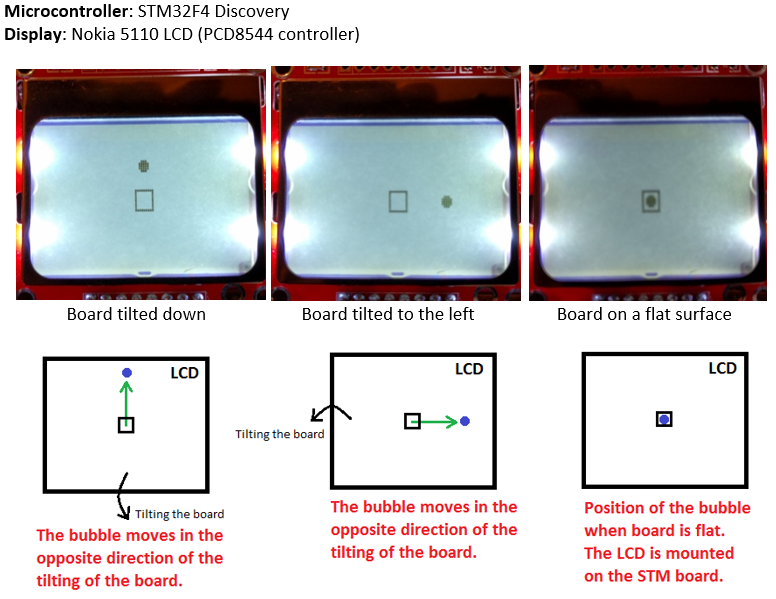 Microcontroller: STM32F4 Discovery
Display: Nokia 5110 LCD (PCD8544 controller)
Board tilted down
Board tilted to the left
Board on a flat surface
LCD
LCD
LCD
Tilting the board
Tilting the board
The bubble moves in the
opposite direction of the
tilting of the board.
The bubble moves in the
opposite direction of the
tilting of the board.
Position of the bubble
when board is flat.
The LCD is mounted
on the STM board.